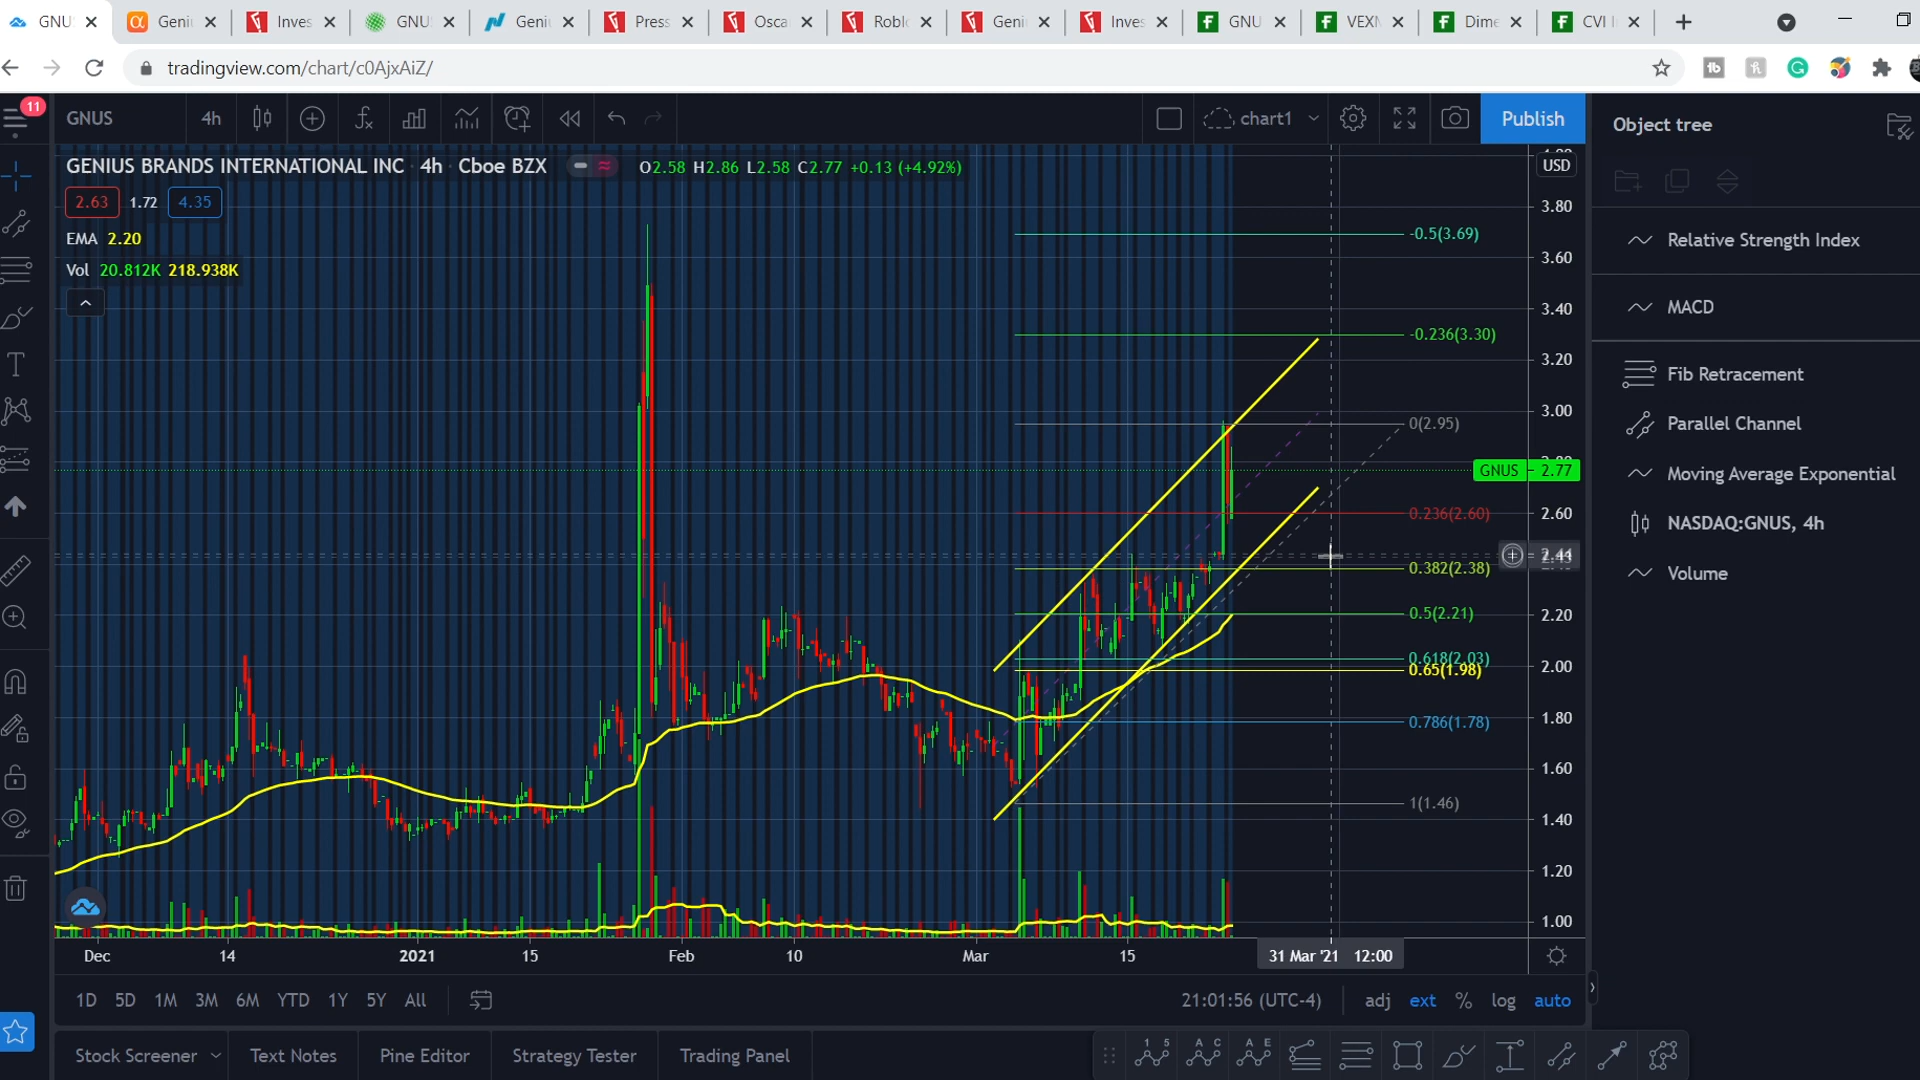 GNU
Geniu
Inves
GNU
Geni
Press
Osca
Roblo
Geni
Inves
GNU
VEXM
Dime
CVI I
tradingview.com/chart/c0AjxAiZ/
11
GNUS
4h
chart1
Publish
Object tree
GENIUS BRANDS INTERNATIONAL INC · 4h · Cboe BZX
O2.58 H2.86 L2.58 C2.77 +0.13 (+4.92%)
USD
2.63 1.72 4.35
EMA 2.20
Vol 20.812K 218.938K
Relative Strength Index
MACD
Fib Retracement
Parallel Channel
Moving Average Exponential
NASDAQ:GNUS, 4h
Volume
3.80
3.60
3.40
3.20
3.00
GNUS 2.77
2.60
2.44
2.20
2.00
1.80
1.60
1.40
1.20
1.00
-0.5(3.69)
-0.236(3.30)
0(2.95)
0.236(2.60)
0.382(2.38)
0.5(2.21)
0.618(2.03)
0.65(1.98)
0.786(1.78)
1(1.46)
Dec
14
2021
15
Feb
10
Mar
15
31 Mar '21 12:00
1D 5D 1M 3M 6M YTD 1Y 5Y All
21:01:56 (UTC-4)
adj ext % log auto
Stock Screener
Text Notes
Pine Editor
Strategy Tester
Trading Panel